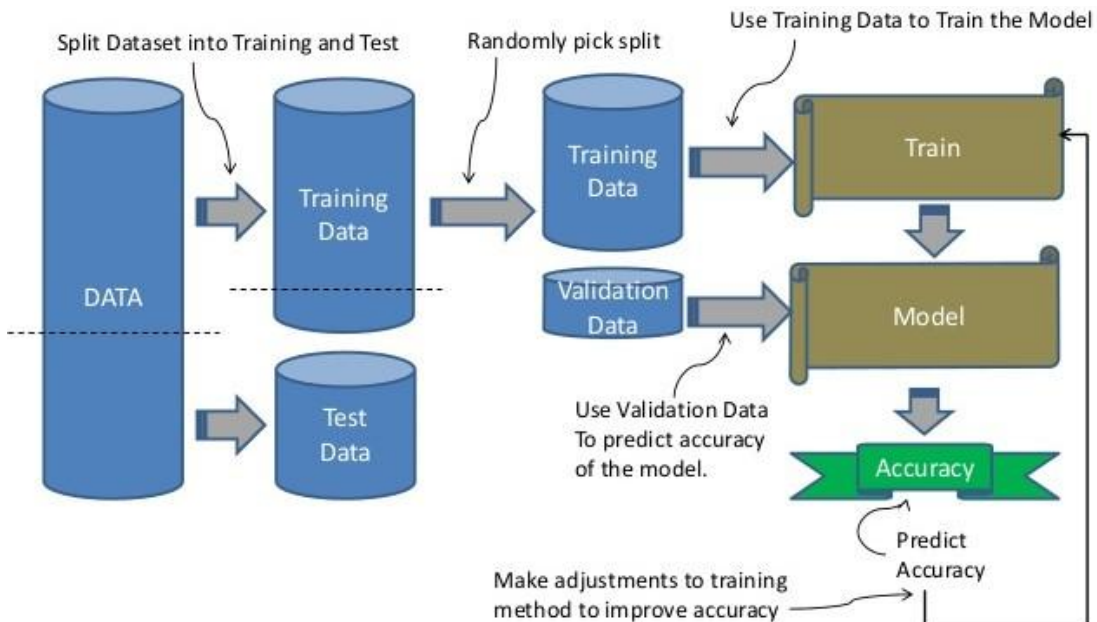 Split Dataset into Training and Test
Randomly pick split
Use Training Data to Train the Model
DATA
Training
Data
Test
Data
Training
Data
Validation
Data
Train
Model
Use Validation Data
To predict accuracy
of the model.
Accuracy
Predict
Accuracy
Make adjustments to training
method to improve accuracy